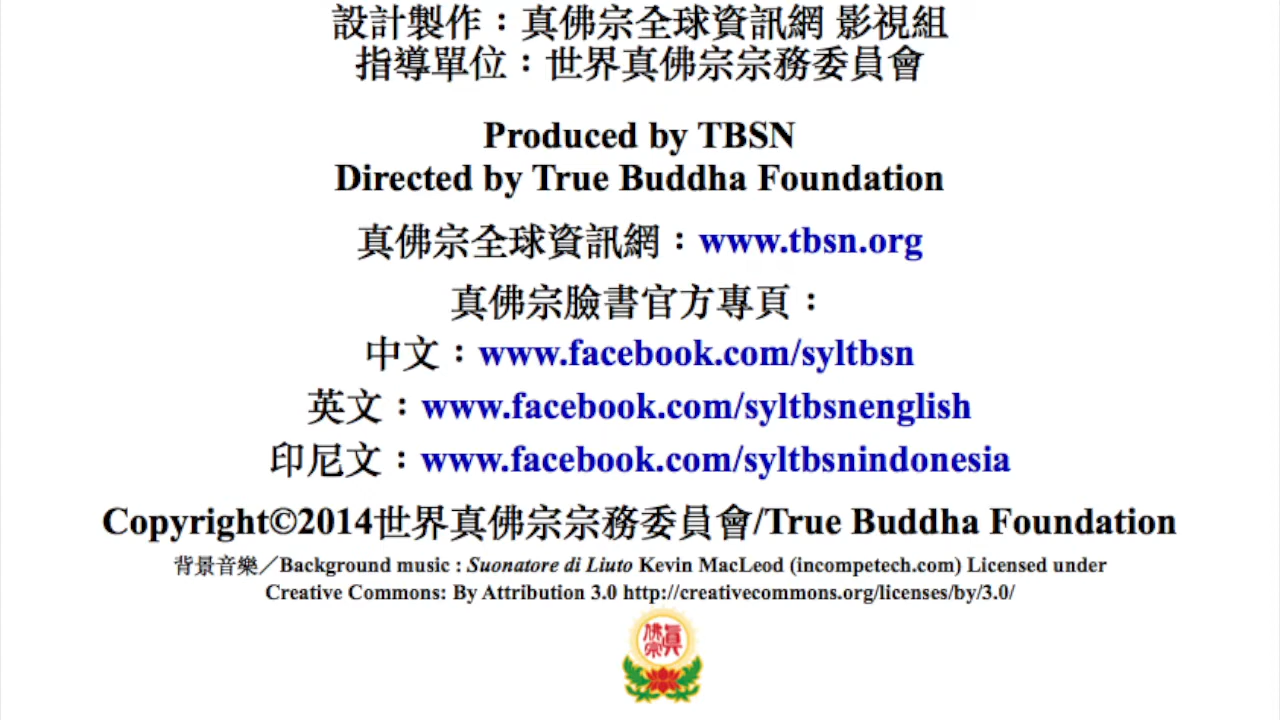 設計製作：真佛宗全球資訊網 影視組
指導單位：世界真佛宗宗務委員會
Produced by TBSN
Directed by True Buddha Foundation
真佛宗全球資訊網：www.tbsn.org
真佛宗臉書官方專頁：
中文：www.facebook.com/syltbsn
英文：www.facebook.com/syltbsnenglish
印尼文：www.facebook.com/syltbsnindonesia
Copyright©2014世界真佛宗宗務委員會/True Buddha Foundation
背景音樂／Background music : Suonatore di Liuto Kevin MacLeod (incompetech.com) Licensed under
Creative Commons: By Attribution 3.0 http://creativecommons.org/licenses/by/3.0/
真佛宗